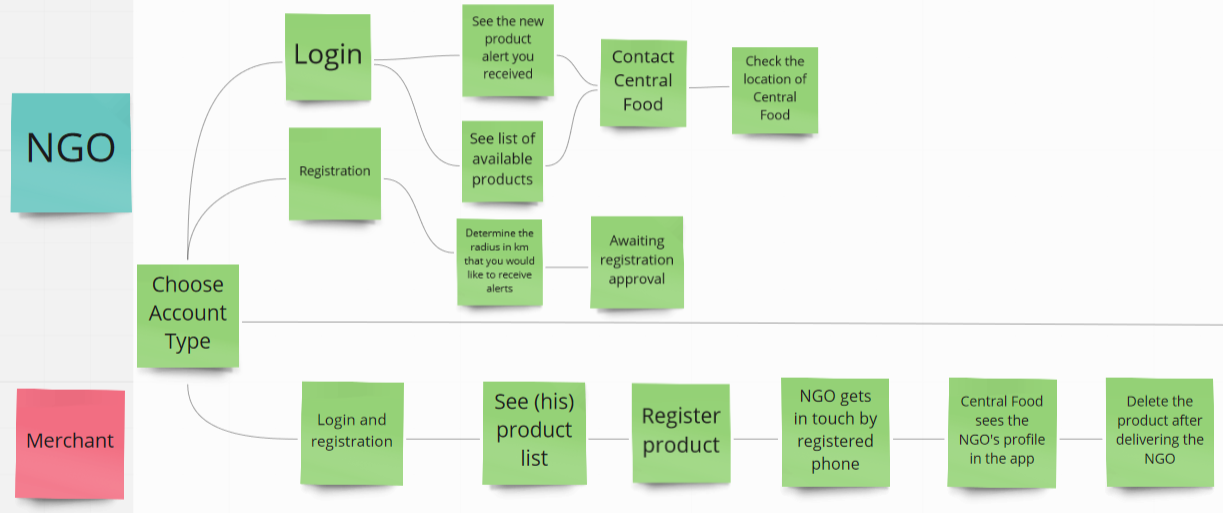 NGO
Login
See the new
product
alert you
received
Contact
Central
Food
Check the
location of
Central
Food
See list of
available
products
Registration
Determine the
radius in km
that you would
like to receive
alerts
Awaiting
registration
approval
Choose
Account
Type
Merchant
Login and
registration
See (his)
product
list
Register
product
NGO gets
in touch by
registered
phone
Central Food
sees the
NGO's profile
in the app
Delete the
product after
delivering the
NGO